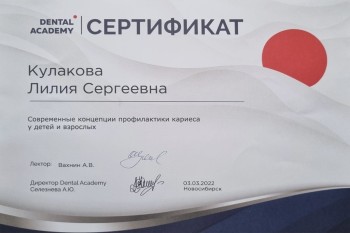 DENTAL
ACADEMY
СЕРТИФИКАТ
Кулакова
Лилия Сергеевна
Современные концепции профилактики кариеса
у детей и взрослых
Лектор: Вахнин А.В.
Директор Dental Academy
Селезнева А.Ю.
03.03.2022
Новосибирск